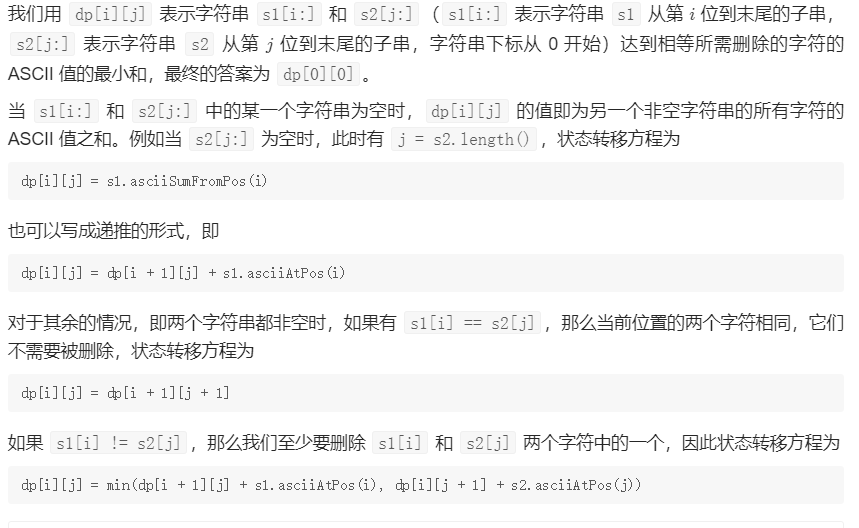 我们用 dp[i][j] 表示字符串 s1[i:] 和 s2[j:] （s1[i:] 表示字符串 s1 从第 i 位到末尾的子串，
s2[j:] 表示字符串 s2 从第 j 位到末尾的子串，字符串下标从 0 开始）达到相等所需删除的字符的
ASCII 值的最小和，最终的答案为 dp[0][0]。
当 s1[i:] 和 s2[j:] 中的某一个字符串为空时，dp[i][j] 的值即为另一个非空字符串的所有字符的
ASCII 值之和。例如当 s2[j:] 为空时，此时有 j = s2.length()，状态转移方程为
dp[i][j] = s1.asciiSumFromPos(i)
也可以写成递推的形式，即
dp[i][j] = dp[i + 1][j] + s1.asciiAtPos(i)
对于其余的情况，即两个字符串都非空时，如果有 s1[i] == s2[j]，那么当前位置的两个字符相同，它们
不需要被删除，状态转移方程为
dp[i][j] = dp[i + 1][j + 1]
如果 s1[i] != s2[j]，那么我们至少要删除 s1[i] 和 s2[j] 两个字符中的一个，因此状态转移方程为
dp[i][j] = min(dp[i + 1][j] + s1.asciiAtPos(i), dp[i][j + 1] + s2.asciiAtPos(j))